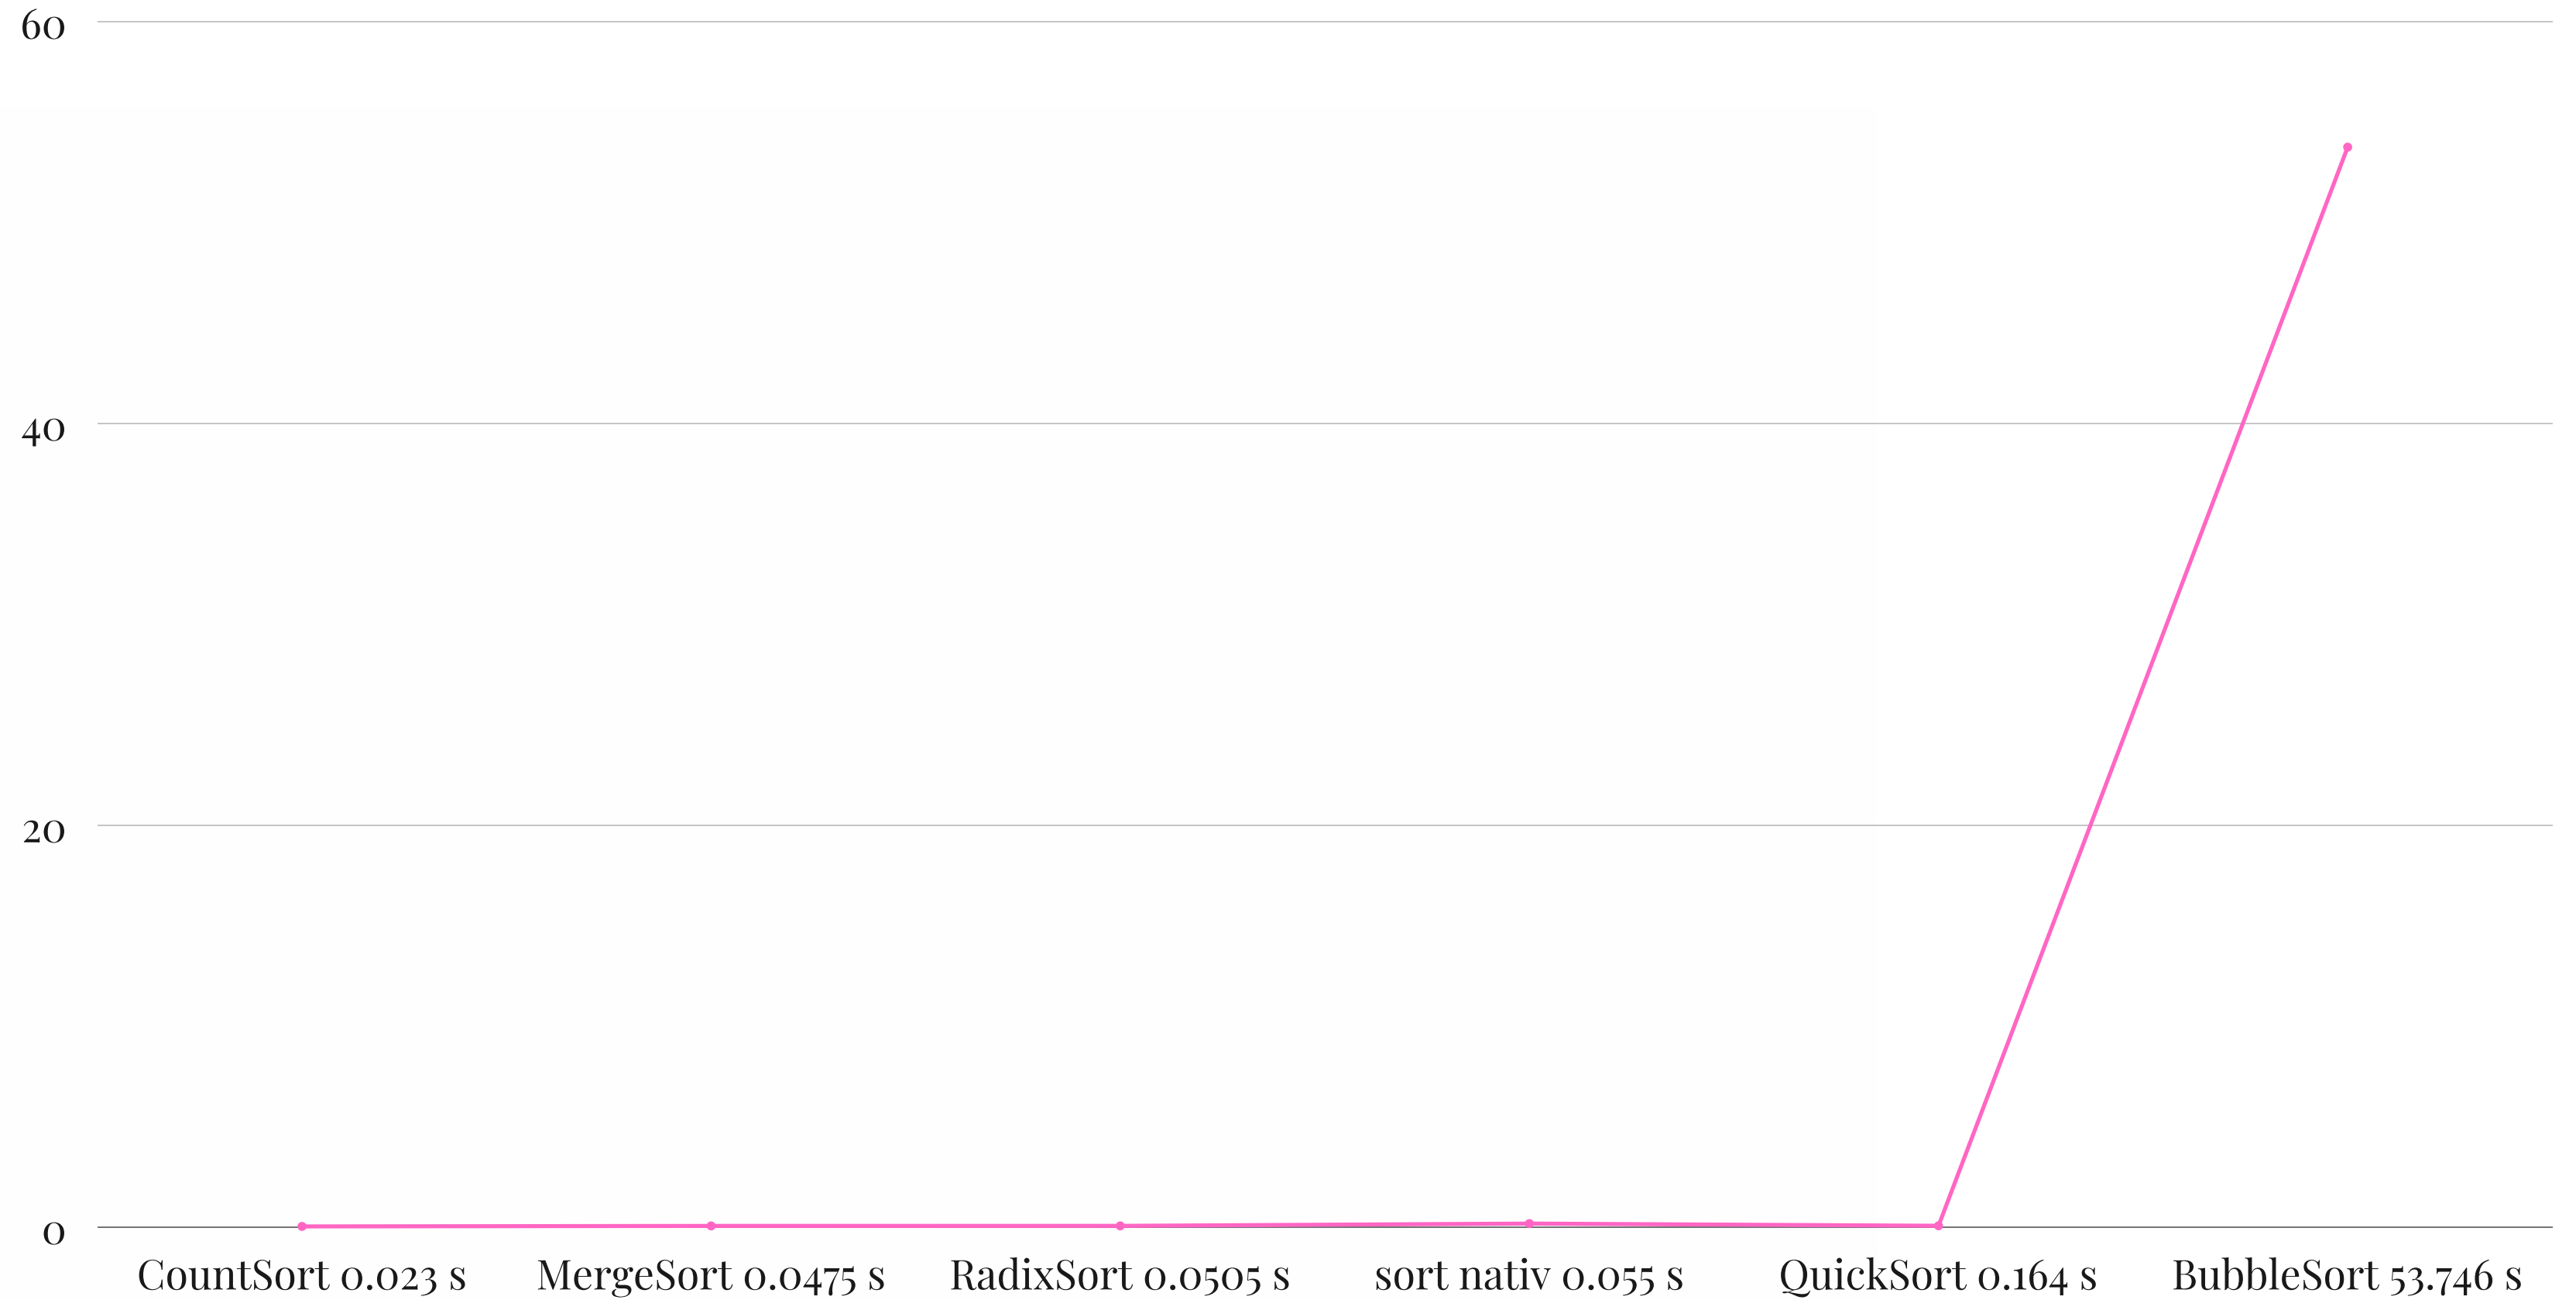 60
40
20
0
CountSort 0.023 s
MergeSort 0.0475 s
RadixSort 0.0505 s
sort nativ 0.055 s
QuickSort 0.164 s
BubbleSort 53.746 s